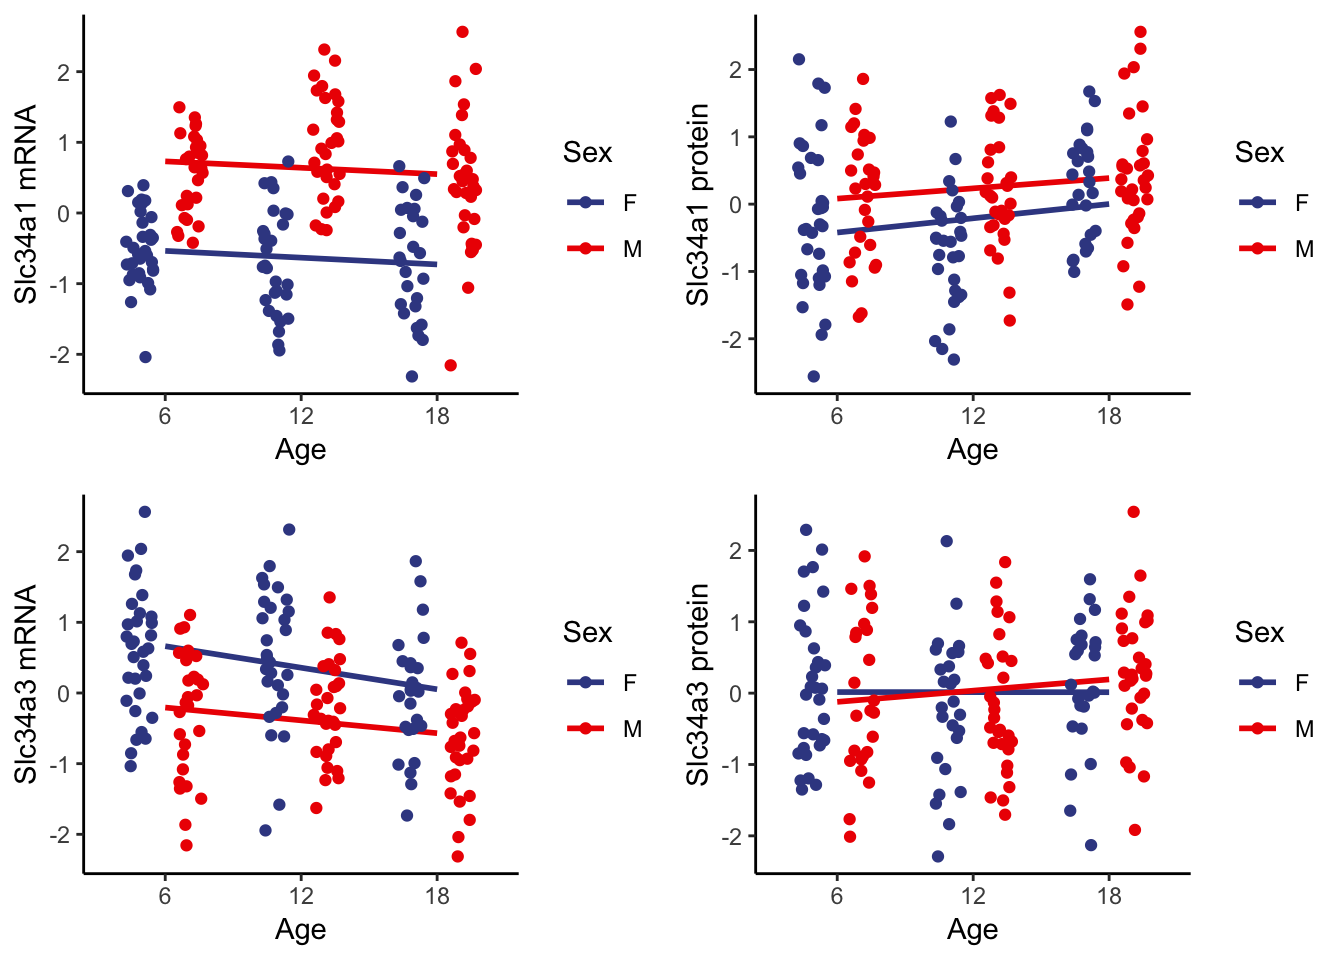 Slc34a1 mRNA
2
1
0
-1
-2
6 12 18
Age
Sex
F
M
Slc34a1 protein
2
1
0
-1
-2
6 12 18
Age
Sex
F
M
Slc34a3 mRNA
2
1
0
-1
-2
6 12 18
Age
Sex
F
M
Slc34a3 protein
2
1
0
-1
-2
6 12 18
Age
Sex
F
M